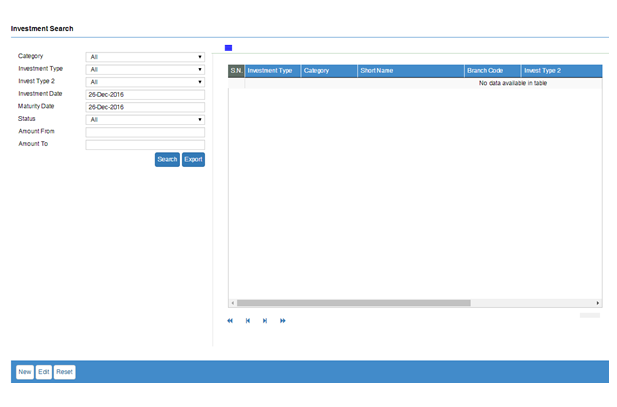 Investment Search
Category All
Investment Type All
Invest Type 2 All
Investment Date 26-Dec-2016
Maturity Date 26-Dec-2016
Status All
Amount From
Amount To
Search Export
S.N. Investment Type Category Short Name Branch Code Invest Type 2
No data available in table
New Edit Reset